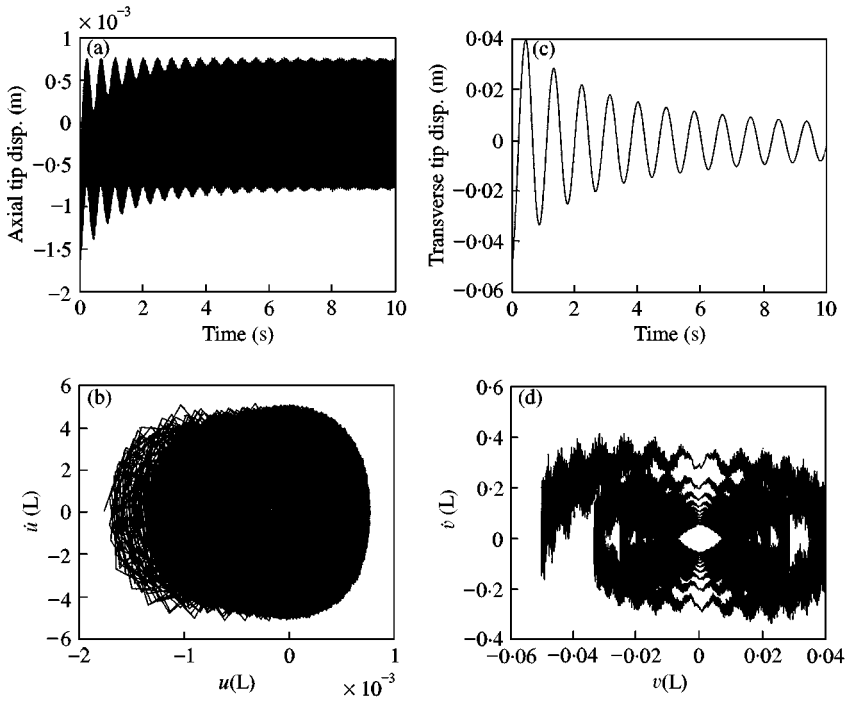 × 10⁻³
1
0·5
0
−0·5
−1
−1·5
−2
Axial tip disp. (m)
(a)
0 2 4 6 8 10
Time (s)
0·04
0·02
0
−0·02
−0·04
−0·06
Transverse tip disp. (m)
(c)
0 2 4 6 8 10
Time (s)
6
4
2
0
−2
−4
−6
u̇ (L)
(b)
−2 −1 0 1
u(L) × 10⁻³
0·6
0·4
0·2
0
−0·2
−0·4
v̇ (L)
(d)
−0·06 −0·04 −0·02 0 0·02 0·04
v(L)